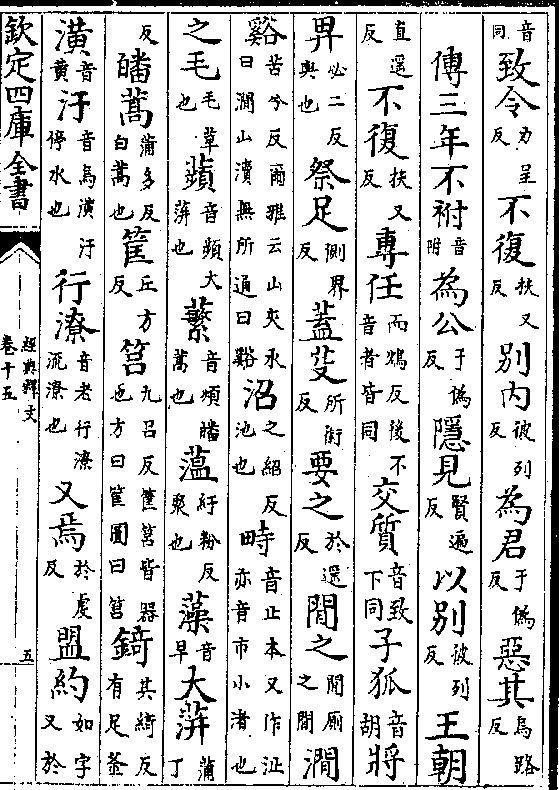 音同致令力呈反不復扶又反别内彼列反為君于偽反惡其烏路反
傳三年不祔音附為公于偽反隱見賢遍反以别彼列反王朝
直遥反不復扶又反專任而鴆反後不音者皆同交質音致下同子狐音胡將
畀必二反與也祭足側界反蓋芟所銜反要之於遥反閒之閒厠之閒澗
谿苦兮反爾雅云山夾水曰澗山瀆無所通曰谿沼之紹反池也畤音止本又作沚亦音市小渚也
之毛毛草也蘋音頻大蓱也蘩音煩皤蒿也薀紆粉反聚也藻音早大蓱蒲丁
反皤蒿蒲多反白蒿也筐丘方反筥九吕反筐筥皆器也方曰筐圓曰筥錡其綺反有足釜
潢音黄汙音烏潢汙停水也行潦音老行潦流潦也又焉於虔反盟約如字又於
欽定四庫全書
經典釋文
卷十五
五